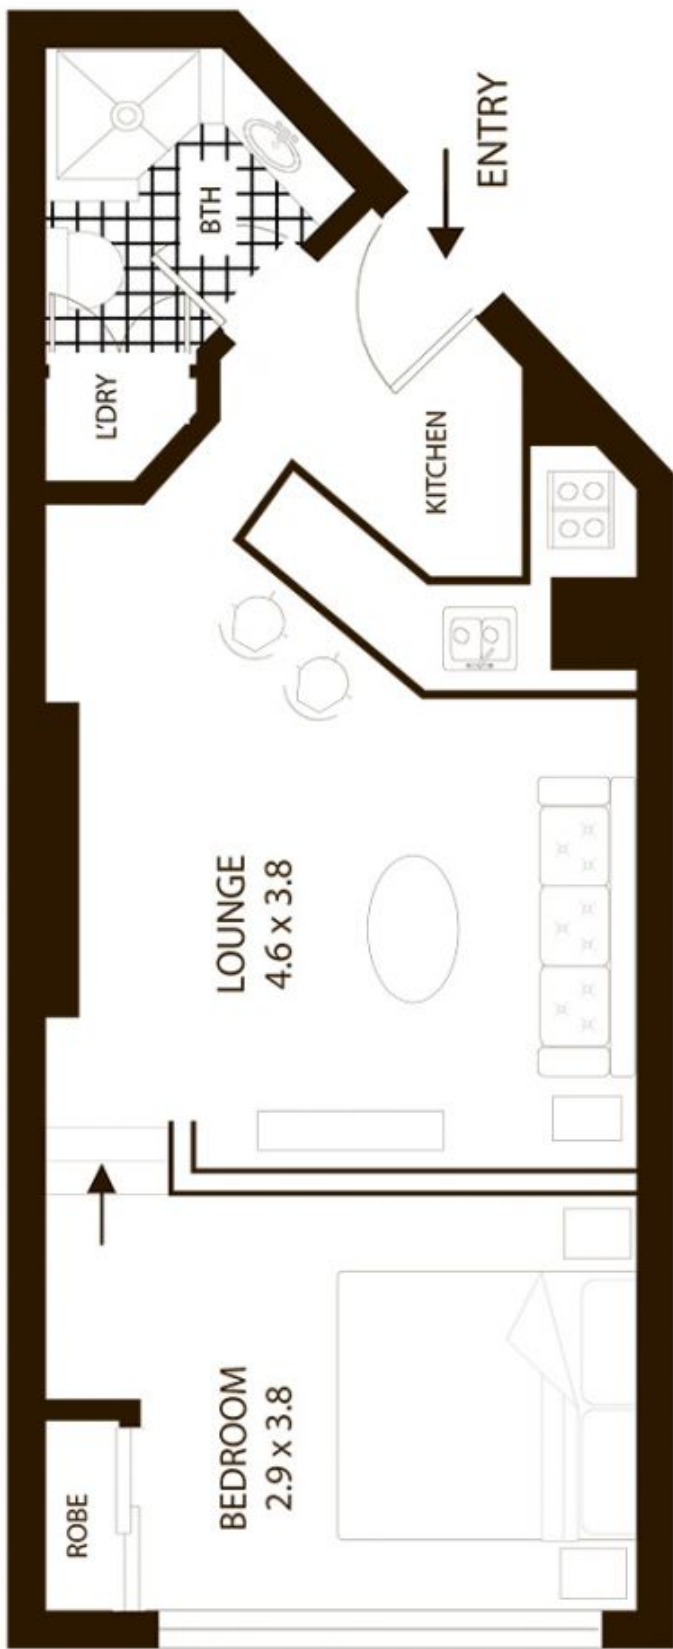 ENTRY
BTH
L'DRY
KITCHEN
LOUNGE
4.6 x 3.8
BEDROOM
2.9 x 3.8
ROBE